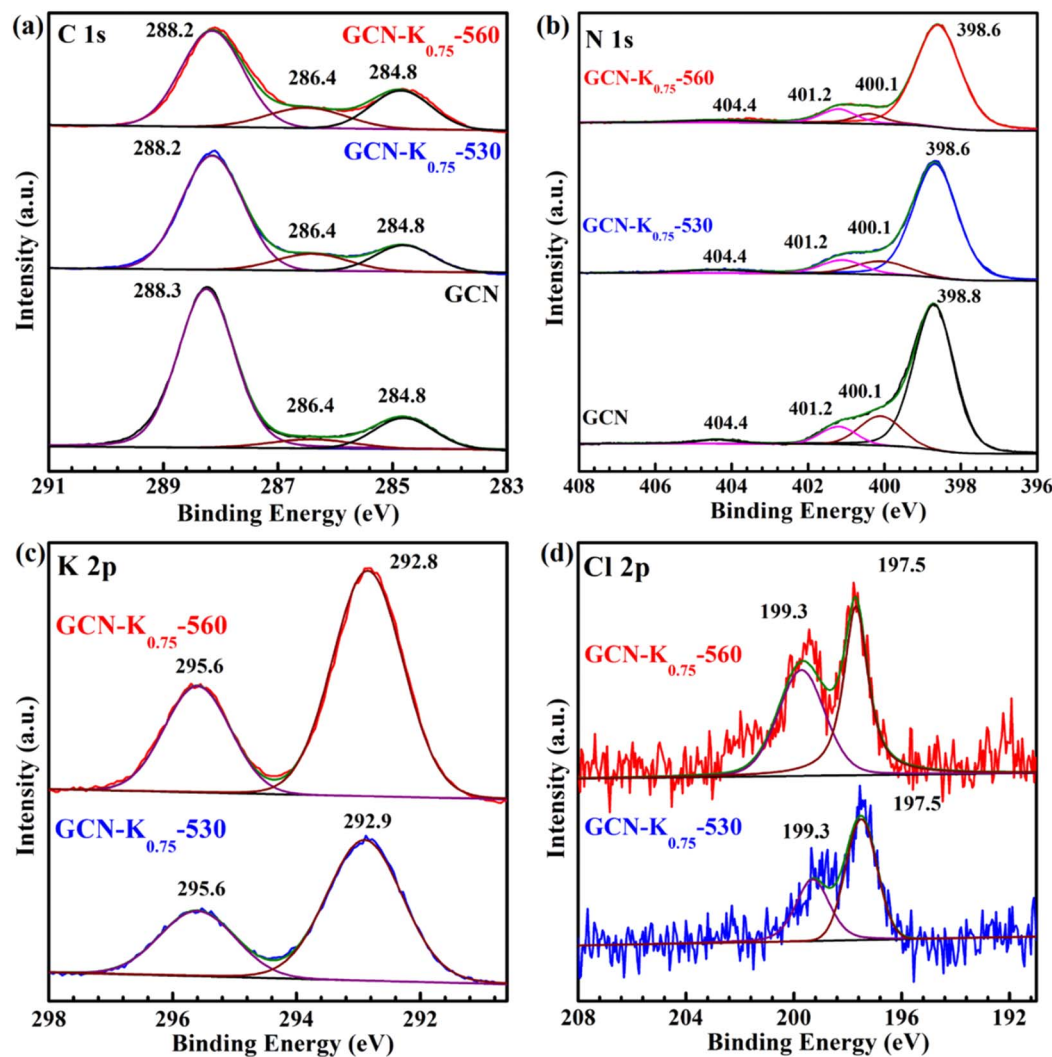 (a) C 1s
GCN-K0.75-560
288.2
286.4
284.8
GCN-K0.75-530
288.2
286.4
284.8
GCN
288.3
286.4
284.8
Intensity (a.u.)
291 289 287 285 283
Binding Energy (eV)
(b) N 1s
398.6
GCN-K0.75-560
404.4
401.2
400.1
398.6
GCN-K0.75-530
404.4
401.2
400.1
398.8
GCN
404.4
401.2
400.1
Intensity (a.u.)
408 406 404 402 400 398 396
Binding Energy (eV)
(c) K 2p
292.8
GCN-K0.75-560
295.6
GCN-K0.75-530
292.9
295.6
Intensity (a.u.)
298 296 294 292
Binding Energy (eV)
(d) Cl 2p
197.5
199.3
GCN-K0.75-560
197.5
GCN-K0.75-530
199.3
Intensity (a.u.)
208 204 200 196 192
Binding Energy (eV)